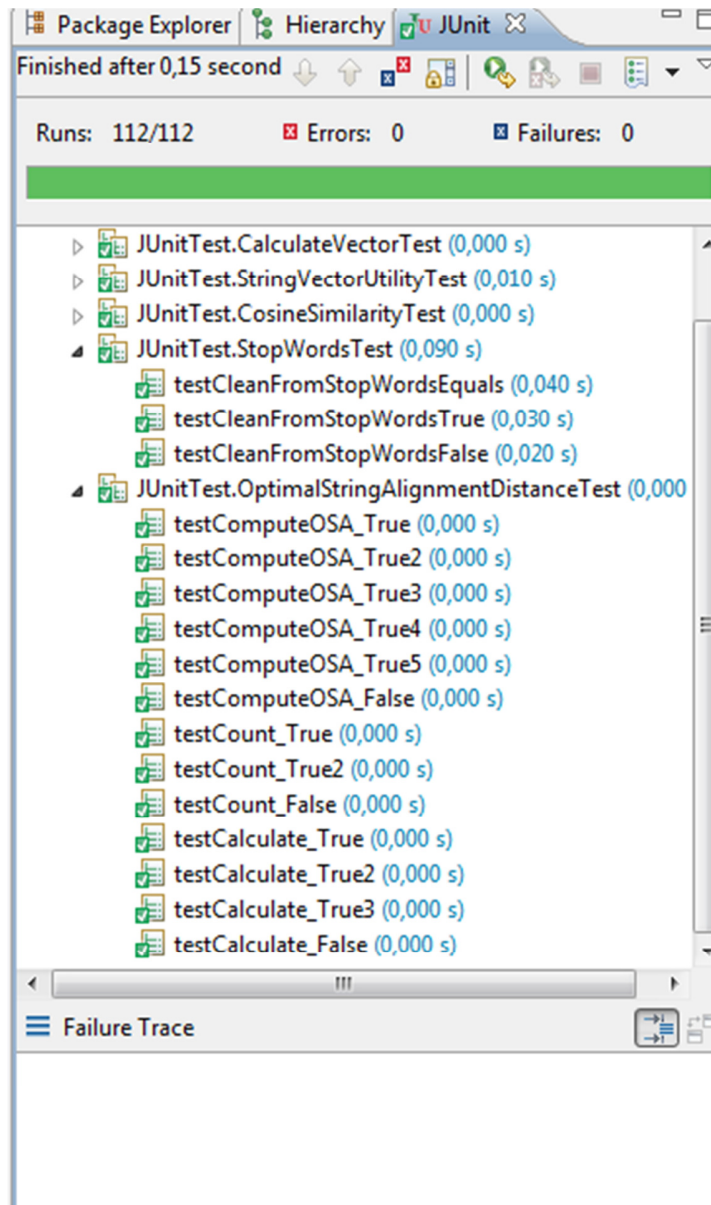 Package Explorer Hierarchy JUnit
Finished after 0,15 second
Runs: 112/112 Errors: 0 Failures: 0
JUnitTest.CalculateVectorTest (0,000 s)
JUnitTest.StringVectorUtilityTest (0,010 s)
JUnitTest.CosineSimilarityTest (0,000 s)
JUnitTest.StopWordsTest (0,090 s)
testCleanFromStopWordsEquals (0,040 s)
testCleanFromStopWordsTrue (0,030 s)
testCleanFromStopWordsFalse (0,020 s)
JUnitTest.OptimalStringAlignmentDistanceTest (0,000
testComputeOSA_True (0,000 s)
testComputeOSA_True2 (0,000 s)
testComputeOSA_True3 (0,000 s)
testComputeOSA_True4 (0,000 s)
testComputeOSA_True5 (0,000 s)
testComputeOSA_False (0,000 s)
testCount_True (0,000 s)
testCount_True2 (0,000 s)
testCount_False (0,000 s)
testCalculate_True (0,000 s)
testCalculate_True2 (0,000 s)
testCalculate_True3 (0,000 s)
testCalculate_False (0,000 s)
Failure Trace